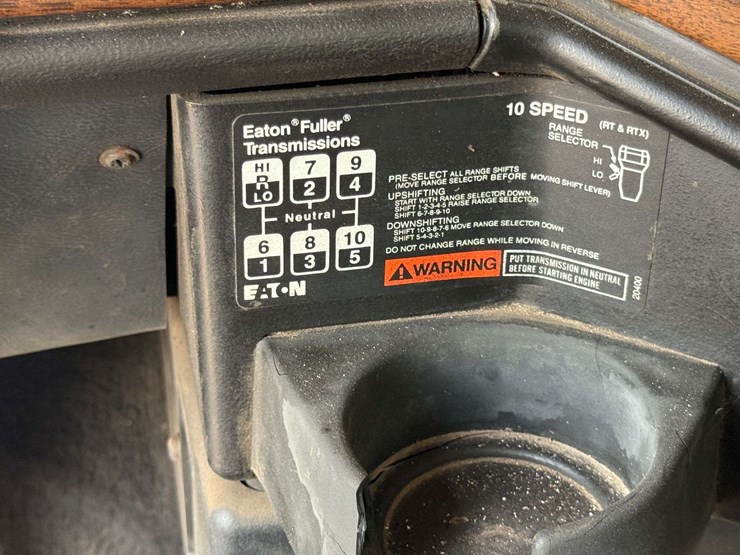 Eaton® Fuller®
Transmissions
10 SPEED (RT & RTX)
RANGE
SELECTOR
HI
LO
HI
R
LO
7
2
9
4
Neutral
6
1
8
3
10
5
EATON
PRE-SELECT ALL RANGE SHIFTS
(MOVE RANGE SELECTOR BEFORE MOVING SHIFT LEVER)
UPSHIFTING
START WITH RANGE SELECTOR DOWN
SHIFT 1-2-3-4-5 RAISE RANGE SELECTOR
SHIFT 6-7-8-9-10
DOWNSHIFTING
SHIFT 10-9-8-7-6 MOVE RANGE SELECTOR DOWN
SHIFT 5-4-3-2-1
DO NOT CHANGE RANGE WHILE MOVING IN REVERSE
WARNING
PUT TRANSMISSION IN NEUTRAL
BEFORE STARTING ENGINE
20400